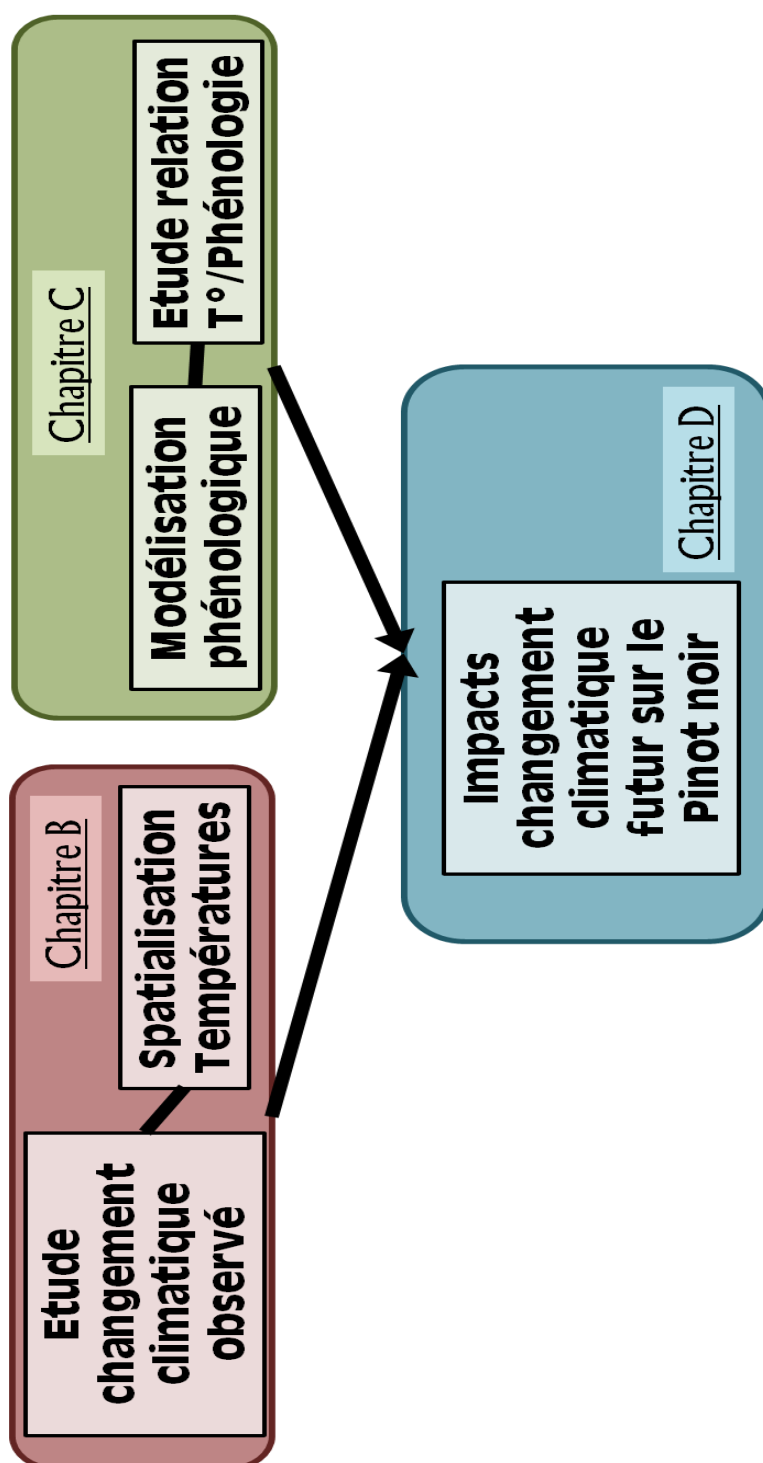 Chapitre B
Etude
changement
climatique
observé
Spatialisation
Températures
Chapitre C
Modélisation
phénologique
Etude relation
T°/Phénologie
Impacts
changement
climatique
futur sur le
Pinot noir
Chapitre D